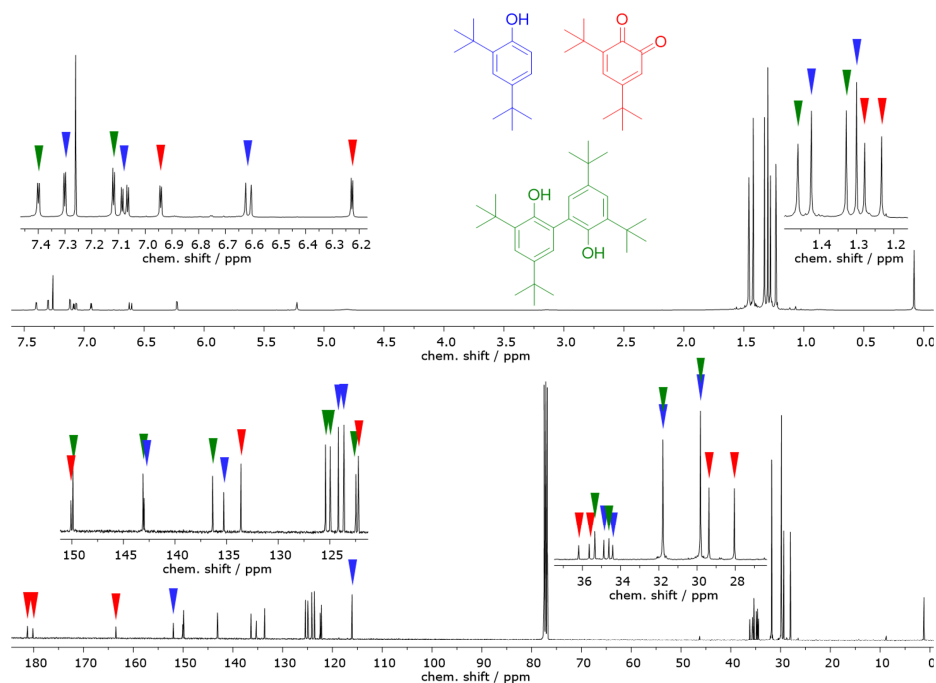 OH
O
O
OH
OH
7.4 7.3 7.2 7.1 7.0 6.9 6.8 6.7 6.6 6.5 6.4 6.3 6.2
chem. shift / ppm
1.4 1.3 1.2
chem. shift / ppm
7.5 7.0 6.5 6.0 5.5 5.0 4.5 4.0 3.5 3.0 2.5 2.0 1.5 1.0 0.5 -0.0
chem. shift / ppm
150 145 140 135 130 125
chem. shift / ppm
36 34 32 30 28
chem. shift / ppm
180 170 160 150 140 130 120 110 100 90 80 70 60 50 40 30 20 10 0
chem. shift / ppm